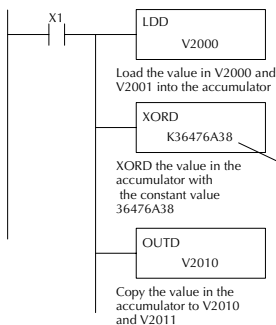 X1
LDD
V2000
Load the value in V2000 and
V2001 into the accumulator
XORD
K36476A38
XORD the value in the
accumulator with
the constant value
36476A38
OUTD
V2010
Copy the value in the
accumulator to V2010
and V2011